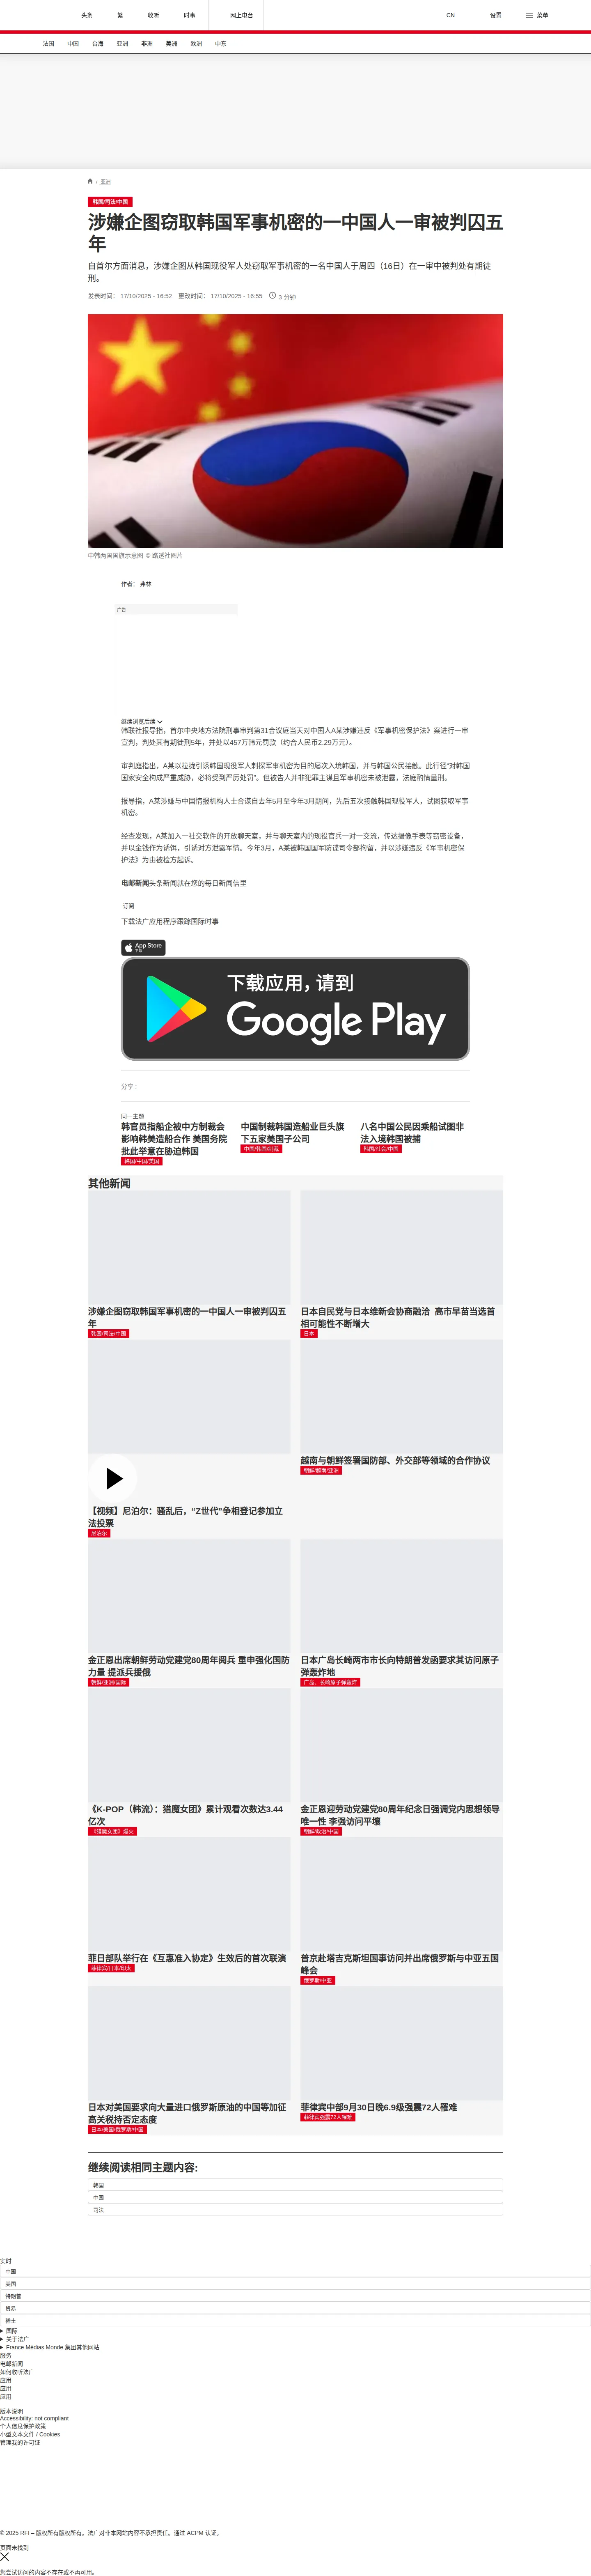 头条
繁
收听
时事
网上电台
CN
设置
菜单
法国
中国
台海
亚洲
非洲
美洲
欧洲
中东
/ 亚洲
韩国/司法/中国
涉嫌企图窃取韩国军事机密的一中国人一审被判囚五
年
自首尔方面消息，涉嫌企图从韩国现役军人处窃取军事机密的一名中国人于周四（16日）在一审中被判处有期徒
刑。
发表时间： 17/10/2025 - 16:52 更改时间： 17/10/2025 - 16:55 3 分钟
中韩两国国旗示意图 © 路透社图片
作者： 弗林
广告
继续浏览后续
韩联社报导指，首尔中央地方法院刑事审判第31合议庭当天对中国人A某涉嫌违反《军事机密保护法》案进行一审
宣判，判处其有期徒刑5年，并处以457万韩元罚款（约合人民币2.29万元）。
审判庭指出，A某以拉拢引诱韩国现役军人刺探军事机密为目的屡次入境韩国，并与韩国公民接触。此行径“对韩国
国家安全构成严重威胁，必将受到严厉处罚”。但被告人并非犯罪主谋且军事机密未被泄露，法庭酌情量刑。
报导指，A某涉嫌与中国情报机构人士合谋自去年5月至今年3月期间，先后五次接触韩国现役军人，试图获取军事
机密。
经查发现，A某加入一社交软件的开放聊天室，并与聊天室内的现役官兵一对一交流，传达摄像手表等窃密设备，
并以金钱作为诱饵，引诱对方泄露军情。今年3月，A某被韩国国军防谍司令部拘留，并以涉嫌违反《军事机密保
护法》为由被检方起诉。
电邮新闻头条新闻就在您的每日新闻信里
订阅
下载法广应用程序跟踪国际时事
App Store
下载
下载应用，请到
Google Play
分享 :
同一主题
韩官员指船企被中方制裁会
影响韩美造船合作 美国务院
批此举意在胁迫韩国
韩国/中国/美国
中国制裁韩国造船业巨头旗
下五家美国子公司
中国/韩国/制裁
八名中国公民因乘船试图非
法入境韩国被捕
韩国/社会/中国
其他新闻
涉嫌企图窃取韩国军事机密的一中国人一审被判囚五
年
韩国/司法/中国
日本自民党与日本维新会协商融洽 高市早苗当选首
相可能性不断增大
日本
【视频】尼泊尔：骚乱后，“Z世代”争相登记参加立
法投票
尼泊尔
越南与朝鲜签署国防部、外交部等领域的合作协议
朝鲜/越南/亚洲
金正恩出席朝鲜劳动党建党80周年阅兵 重申强化国防
力量 提派兵援俄
朝鲜/亚洲/国际
日本广岛长崎两市市长向特朗普发函要求其访问原子
弹轰炸地
广岛、长崎原子弹轰炸
《K-POP（韩流）：猎魔女团》累计观看次数达3.44
亿次
《猎魔女团》爆火
金正恩迎劳动党建党80周年纪念日强调党内思想领导
唯一性 李强访问平壤
朝鲜/政治/中国
菲日部队举行在《互惠准入协定》生效后的首次联演
菲律宾/日本/印太
普京赴塔吉克斯坦国事访问并出席俄罗斯与中亚五国
峰会
俄罗斯/中亚
日本对美国要求向大量进口俄罗斯原油的中国等加征
高关税持否定态度
日本/美国/俄罗斯/中国
菲律宾中部9月30日晚6.9级强震72人罹难
菲律宾强震72人罹难
继续阅读相同主题内容:
韩国
中国
司法
实时
中国
美国
特朗普
贸易
稀土
国际
关于法广
France Médias Monde 集团其他网站
服务
电邮新闻
如何收听法广
应用
应用
应用
版本说明
Accessibility: not compliant
个人信息保护政策
小型文本文件 / Cookies
管理我的许可证
© 2025 RFI – 版权所有版权所有。法广对非本网站内容不承担责任。通过 ACPM 认证。
页面未找到
您尝试访问的内容不存在或不再可用。